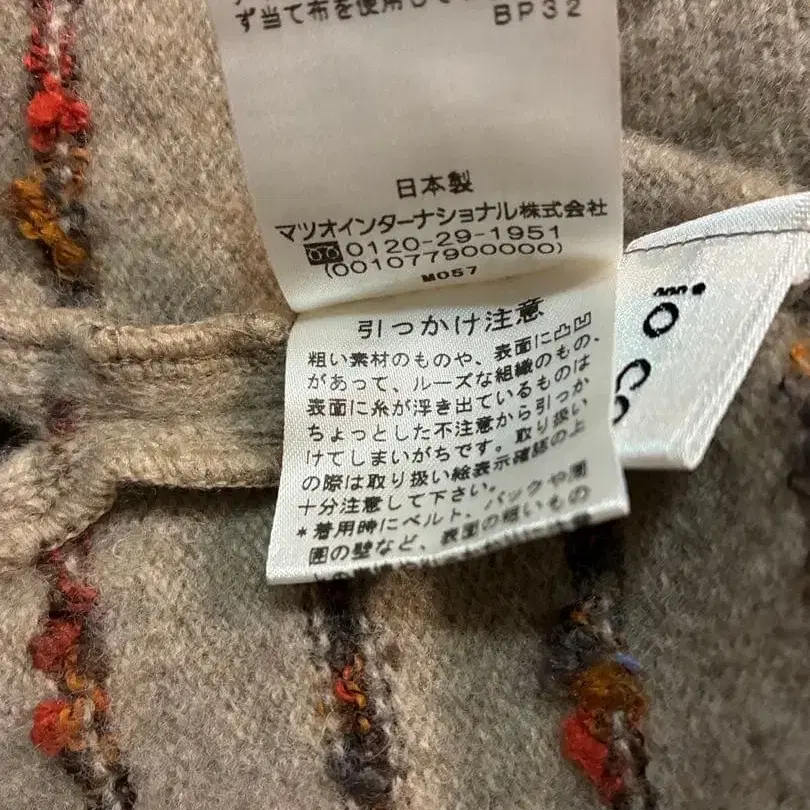 ず当て布を使用して
BP32
日本製
マツオインターナショナル株式会社
0120-29-1951
(001077900000)
M057
引っかけ注意
粗い素材のものや、表面に凸凹
があって、ルーズな組織のもの、
表面に糸が浮き出ているものは
ちょっとした不注意から引っか
けてしまいがちです。取り扱い
の際は取り扱い絵表示確認の上
十分注意して下さい。
*着用時にベルト、バックや周
囲の壁など、表面の粗いもの
io co